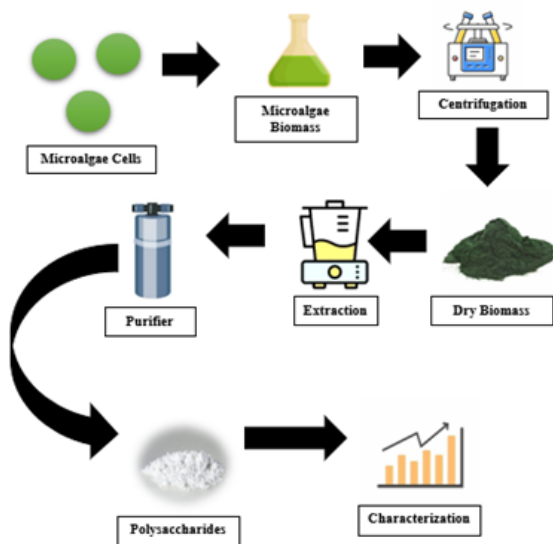 Microalgae Cells
Microalgae
Biomass
Centrifugation
Dry Biomass
Extraction
Purifier
Polysaccharides
Characterization